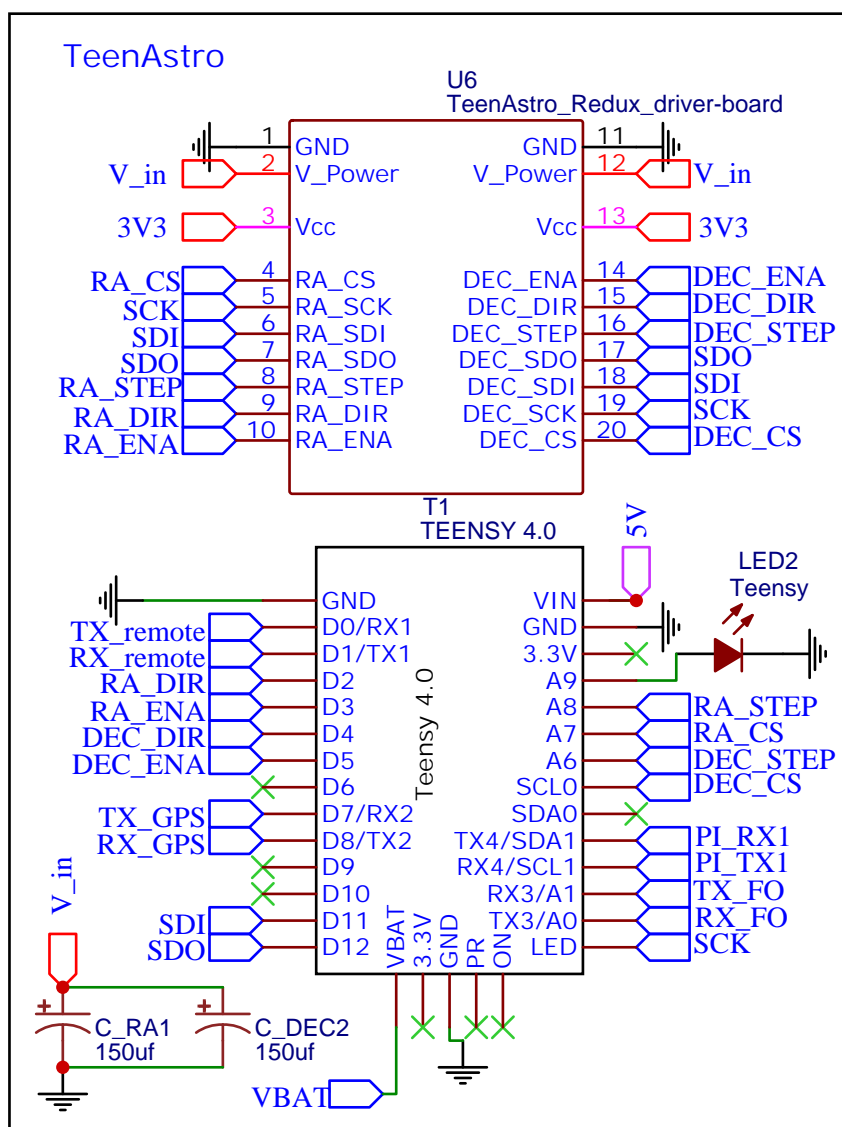 TeenAstro
U6
TeenAstro_Redux_driver-board
1 GND GND 11
V_in 2 V_Power V_Power 12 V_in
3V3 3 Vcc Vcc 13 3V3
RA_CS 4 RA_CS DEC_ENA 14 DEC_ENA
SCK 5 RA_SCK DEC_DIR 15 DEC_DIR
SDI 6 RA_SDI DEC_STEP 16 DEC_STEP
SDO 7 RA_SDO DEC_SDO 17 SDO
RA_STEP 8 RA_STEP DEC_SDI 18 SDI
RA_DIR 9 RA_DIR DEC_SCK 19 SCK
RA_ENA 10 RA_ENA DEC_CS 20 DEC_CS
T1
TEENSY 4.0
5V
LED2
Teensy
GND VIN
TX_remote D0/RX1 GND
RX_remote D1/TX1 3.3V
RA_DIR D2 A9
RA_ENA D3 A8 RA_STEP
DEC_DIR D4 A7 RA_CS
DEC_ENA D5 A6 DEC_STEP
D6 SCL0 DEC_CS
TX_GPS D7/RX2 SDA0
RX_GPS D8/TX2 TX4/SDA1 PI_RX1
D9 RX4/SCL1 PI_TX1
D10 RX3/A1 TX_FO
SDI D11 TX3/A0 RX_FO
SDO D12 LED SCK
Teensy 4.0
VBAT
3.3V
GND
PR
ON
V_in
+ +
C_RA1 C_DEC2
150uf 150uf
VBAT